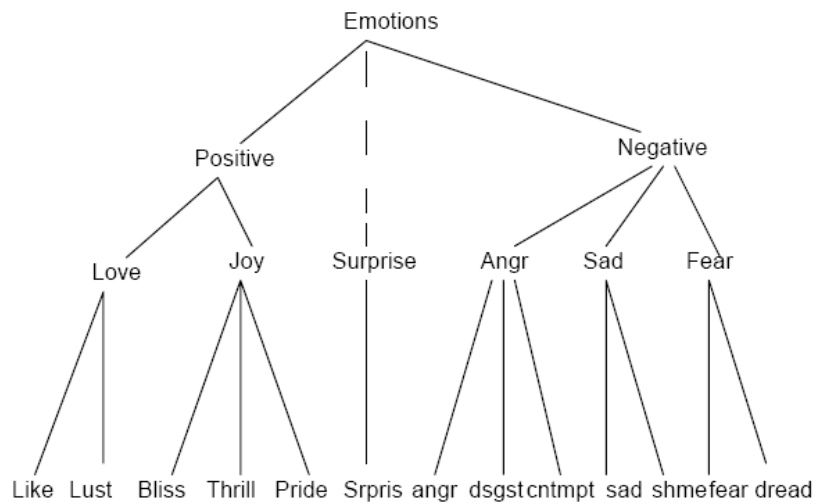 Emotions
Positive Negative
Love Joy Surprise Angr Sad Fear
Like Lust Bliss Thrill Pride Srpris angr dsgst cntmpt sad shme fear dread